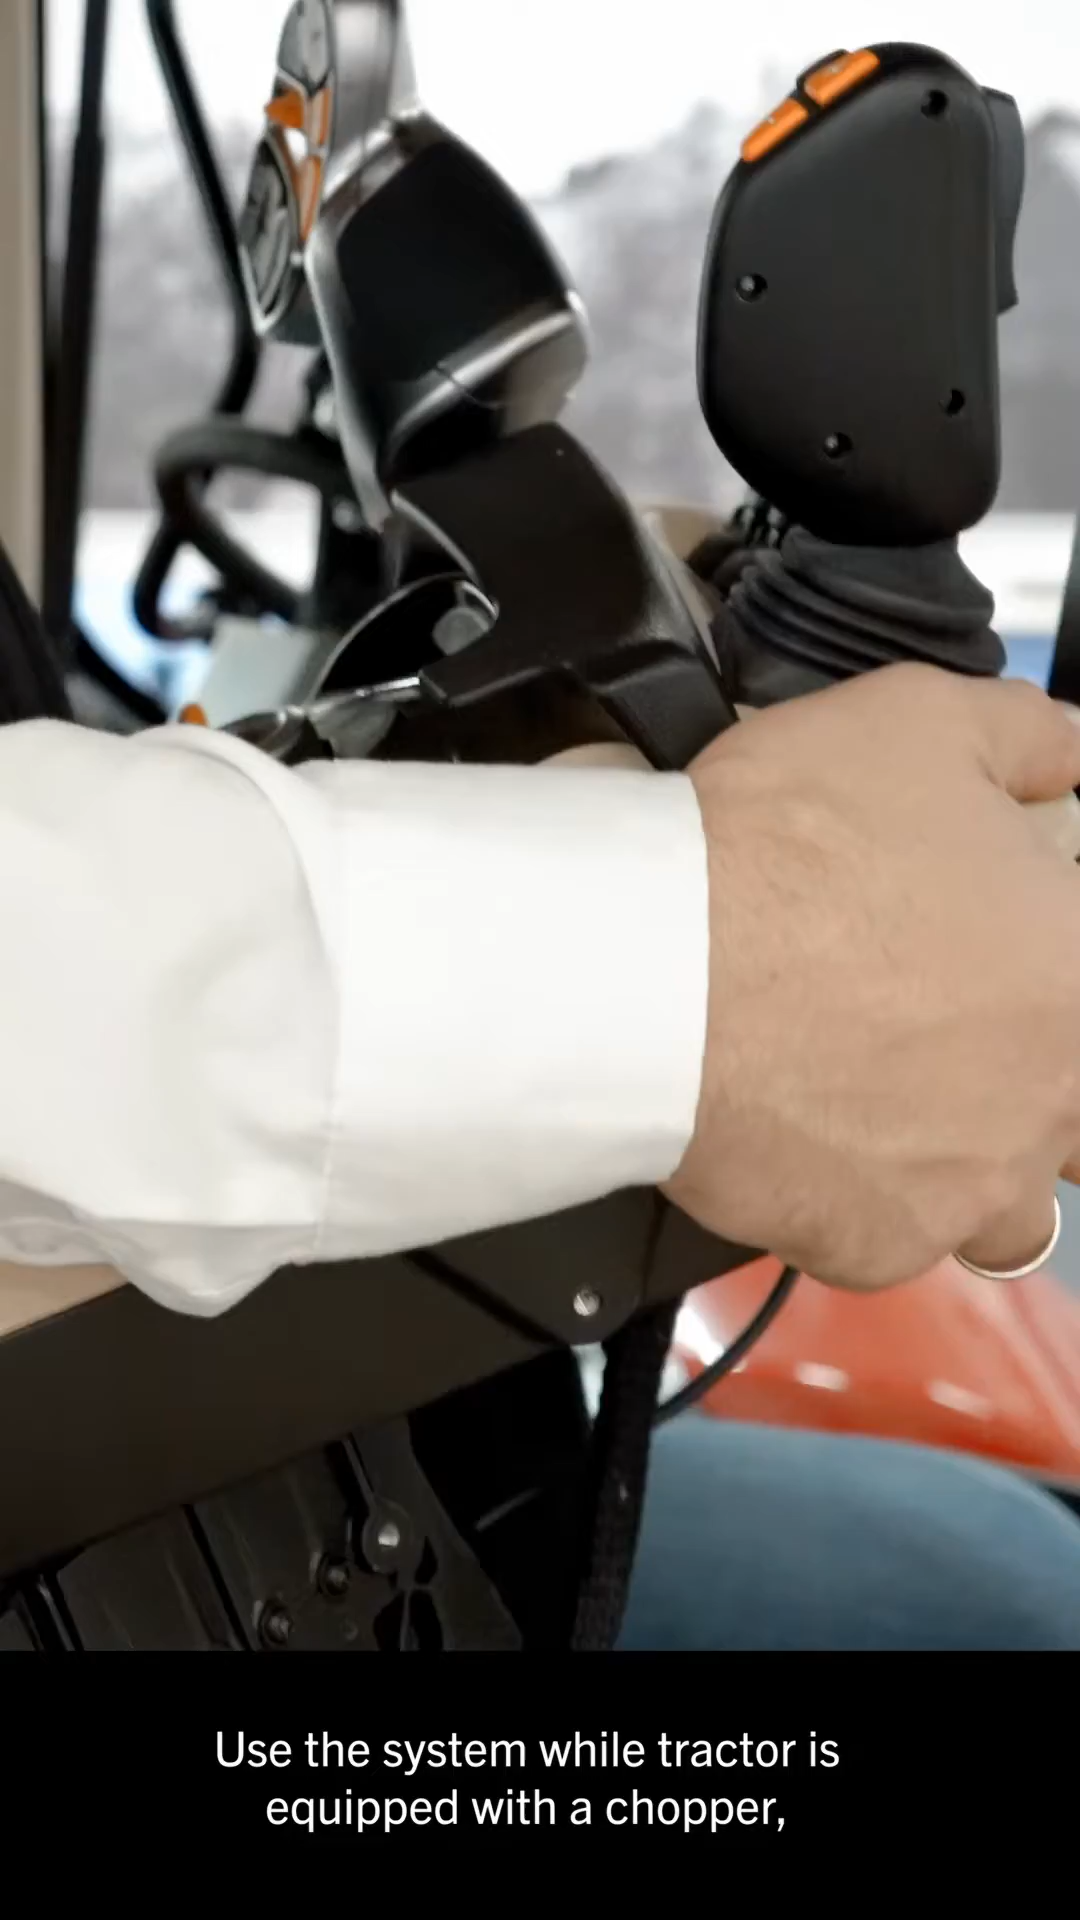 Use the system while tractor is
equipped with a chopper,